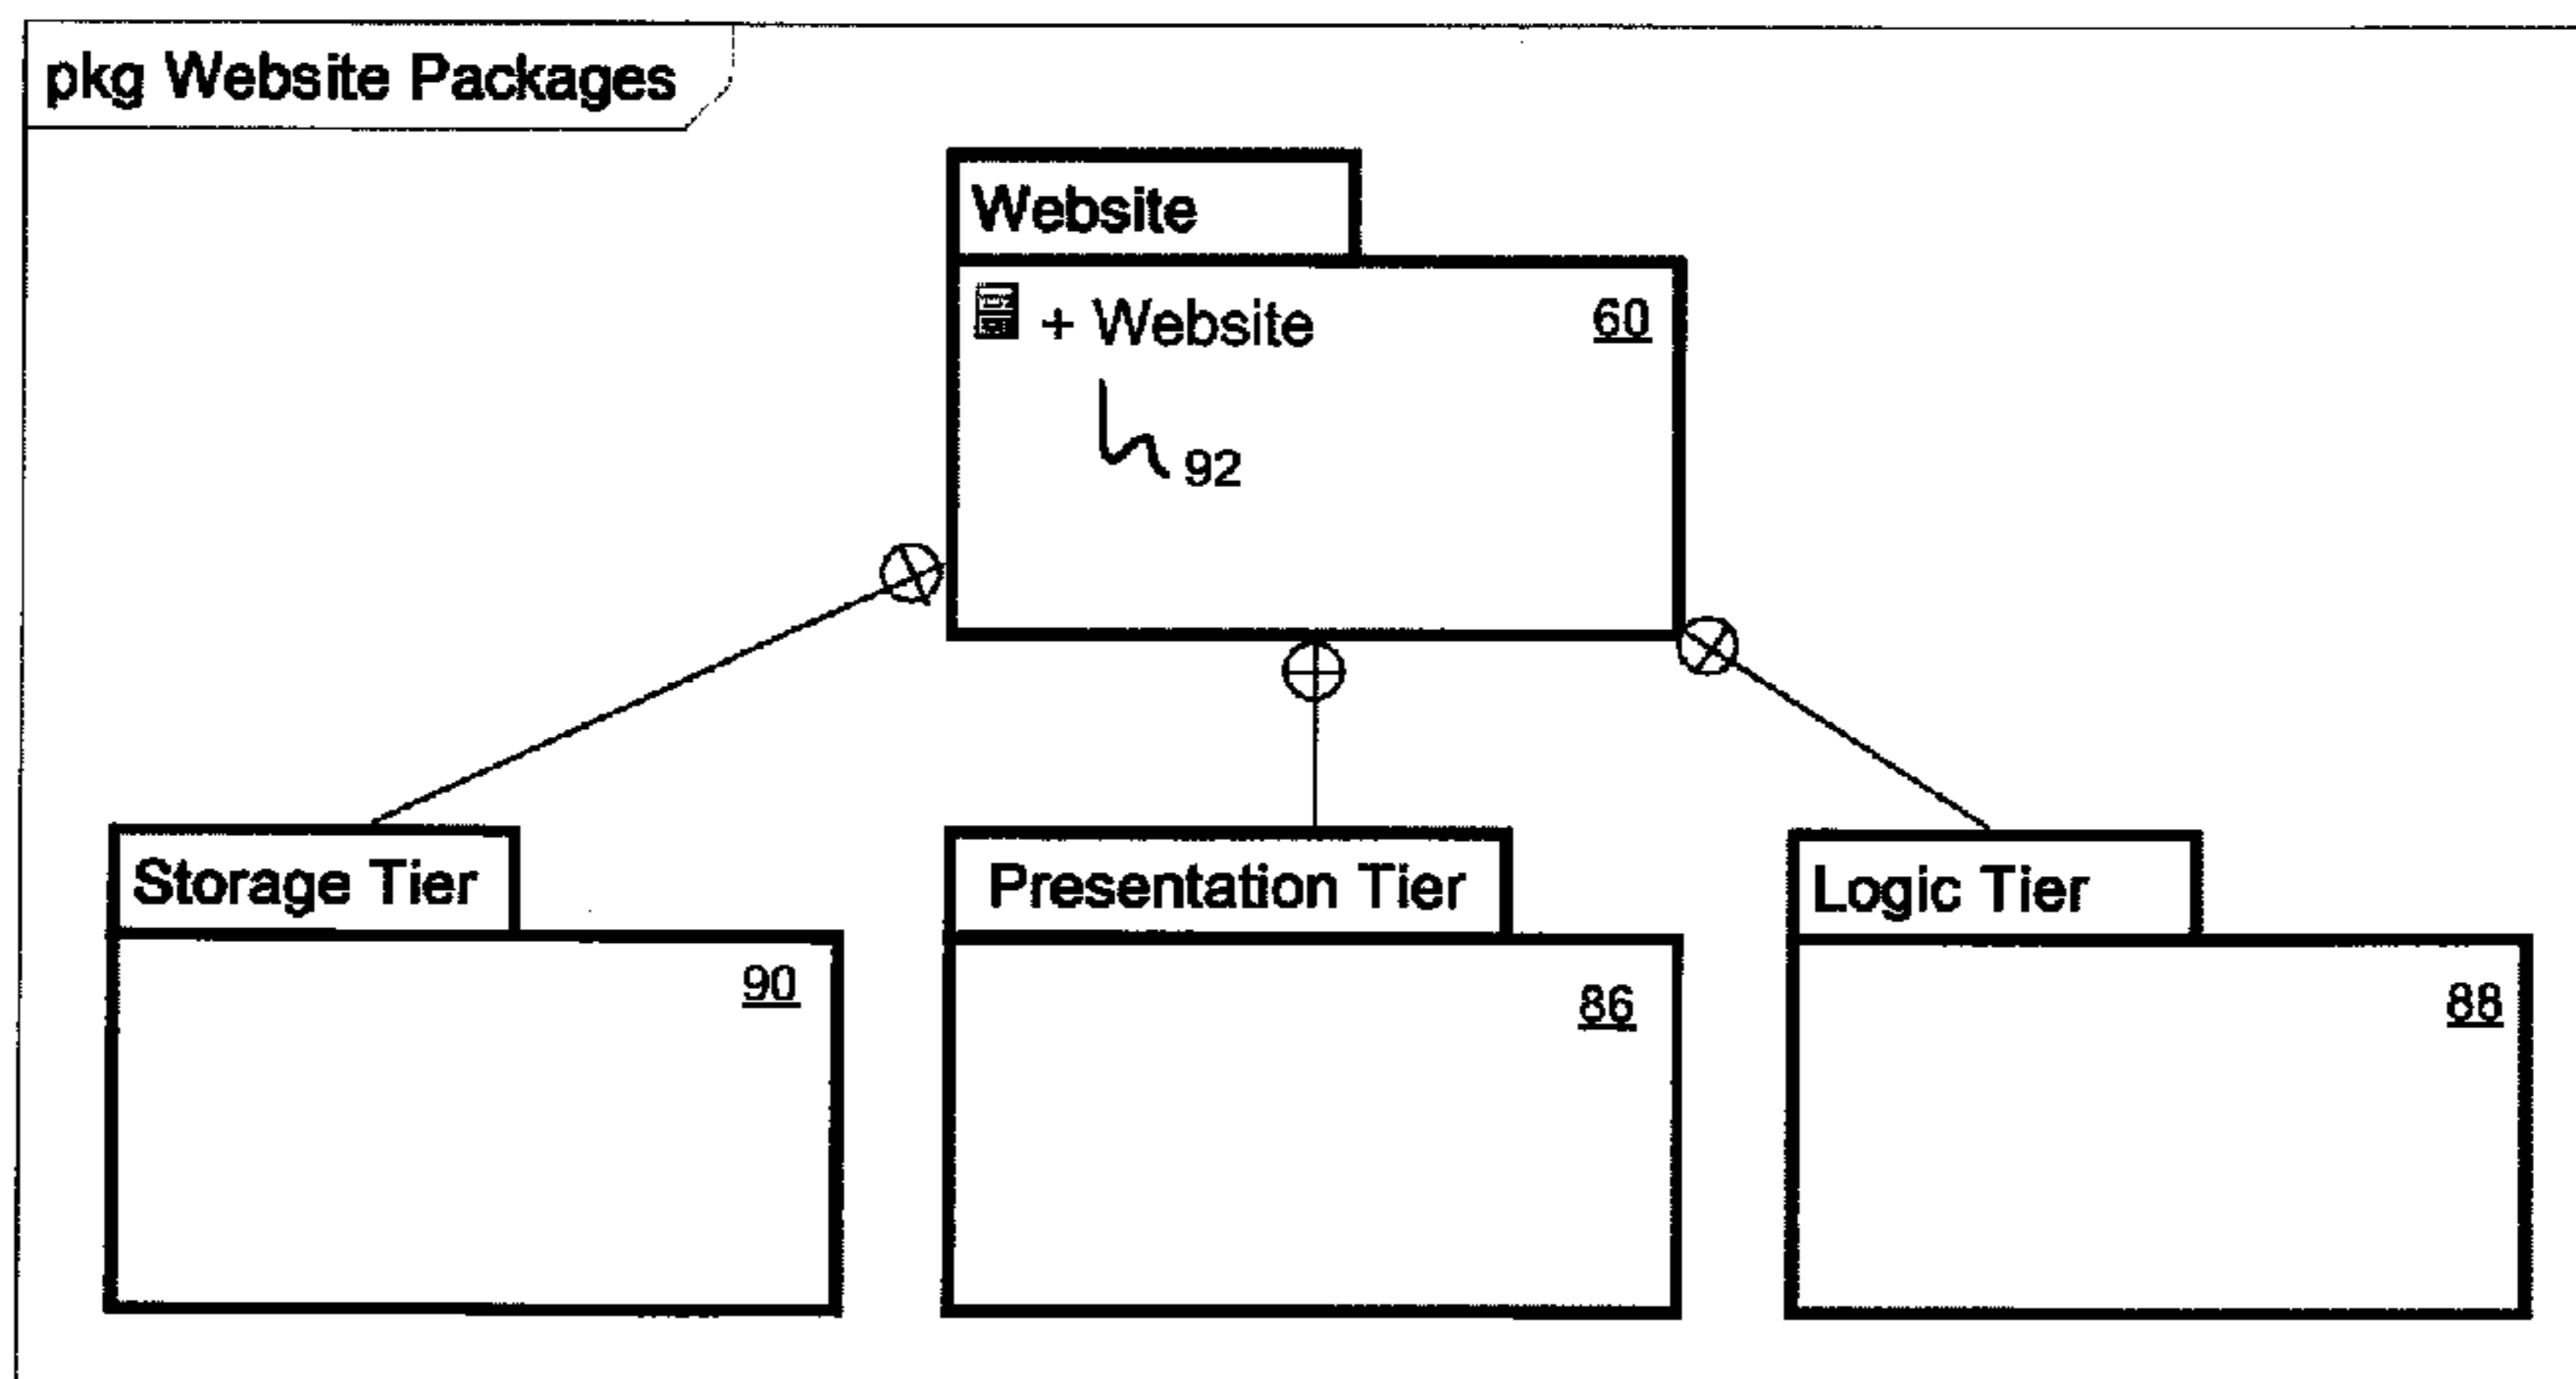 pkg Website Packages
Website
+ Website
60
92
Storage Tier
Presentation Tier
Logic Tier
90
86
88